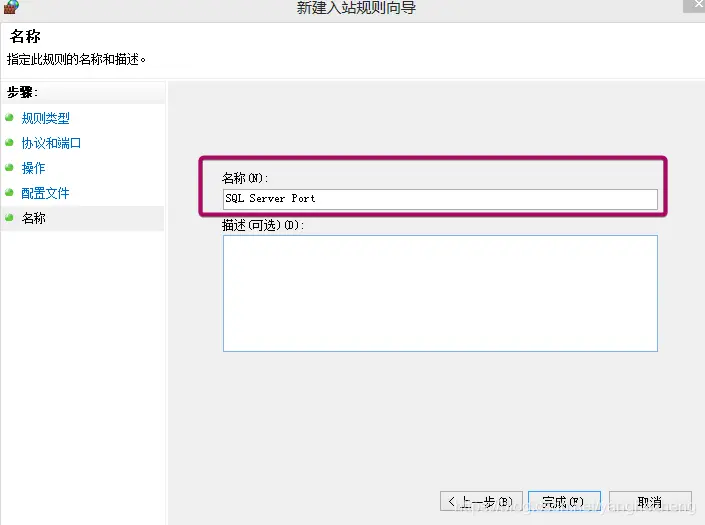 新建入站规则向导
名称
指定此规则的名称和描述。
步骤:
规则类型
协议和端口
操作
配置文件
名称
名称(N):
SQL Server Port
描述(可选)(D):
< 上一步(B)
完成(F)
取消